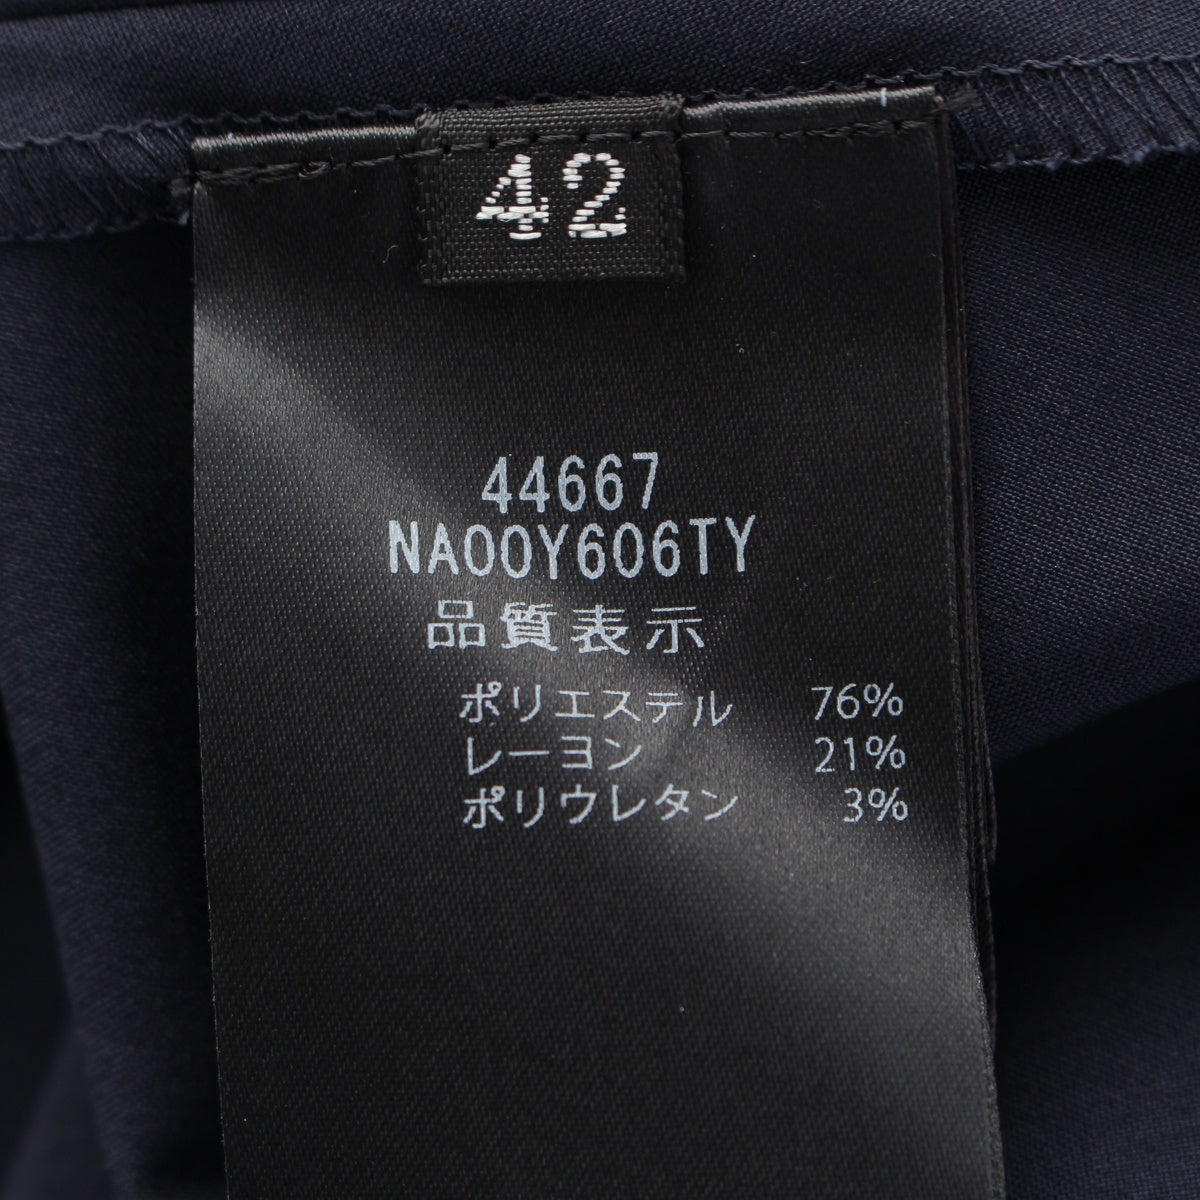 42
44667
NA00Y606TY
品質表示
ポリエステル 76%
レーヨン 21%
ポリウレタン 3%